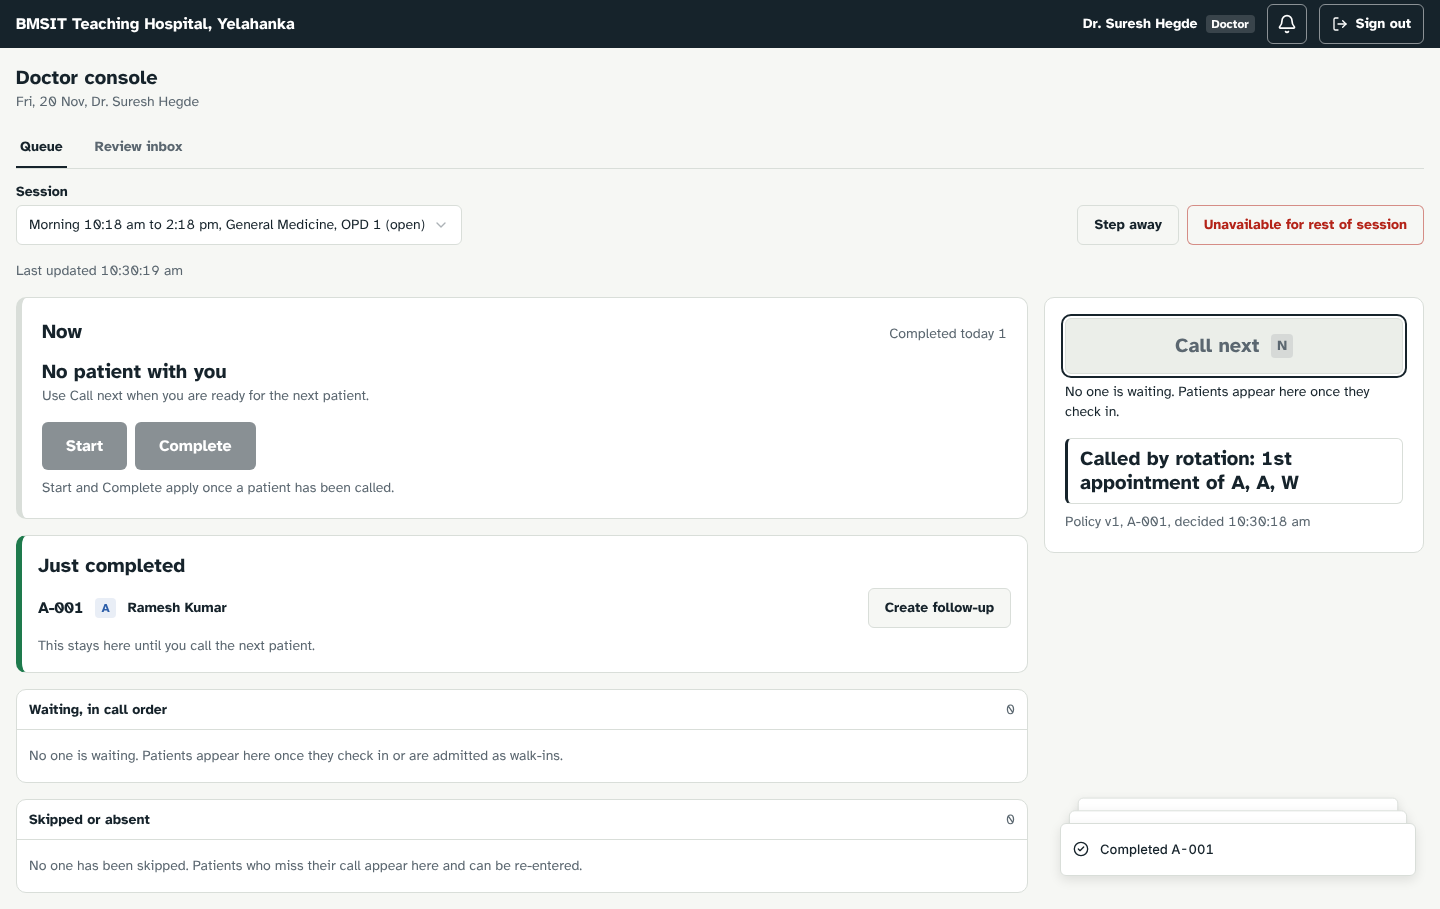 BMSIT Teaching Hospital, Yelahanka
Dr. Suresh Hegde Doctor
Sign out
Doctor console
Fri, 20 Nov, Dr. Suresh Hegde
Queue
Review inbox
Session
Morning 10:18 am to 2:18 pm, General Medicine, OPD 1 (open)
Step away
Unavailable for rest of session
Last updated 10:30:19 am
Now
Completed today 1
No patient with you
Use Call next when you are ready for the next patient.
Start
Complete
Start and Complete apply once a patient has been called.
Call next N
No one is waiting. Patients appear here once they
check in.
Called by rotation: 1st
appointment of A, A, W
Policy v1, A-001, decided 10:30:18 am
Just completed
A-001 A Ramesh Kumar
Create follow-up
This stays here until you call the next patient.
Waiting, in call order
0
No one is waiting. Patients appear here once they check in or are admitted as walk-ins.
Skipped or absent
0
No one has been skipped. Patients who miss their call appear here and can be re-entered.
Completed A-001